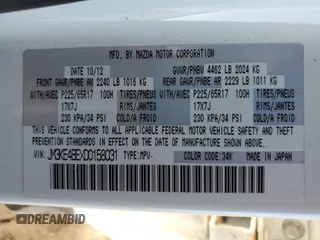 MFD. BY MAZDA MOTOR CORPORATION
DATE 10/12 GVWR/PNBV 4462 LB 2024 KG
FRONT GAWR/PNBE AV 2240 LB 1016 KG REAR GAWR/PNBE AR 2229 LB 1011 KG
WITH/AVEC P225/65R17 100H TIRES/PNEUS WITH/AVEC P225/65R17 100H TIRES/PNEUS
17X7J RIMS/JANTES 17X7J RIMS/JANTES
230 KPA/34 PSI COLD/A FROID 230 KPA/34 PSI COLD/A FROID
THIS VEHICLE CONFORMS TO ALL APPLICABLE FEDERAL MOTOR VEHICLE SAFETY AND THEFT
PREVENTION STANDARDS IN EFFECT ON THE DATE
OF MANUFACTURE SHOWN ABOVE.
TYPE:MPV
COLOR:34K MADE IN JAPAN
DREAMBID